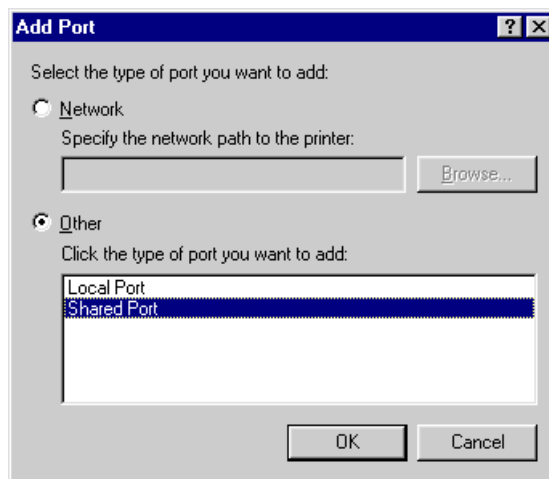 Add Port
Select the type of port you want to add:
Network
Specify the network path to the printer:
Browse...
Other
Click the type of port you want to add:
Local Port
Shared Port
OK Cancel